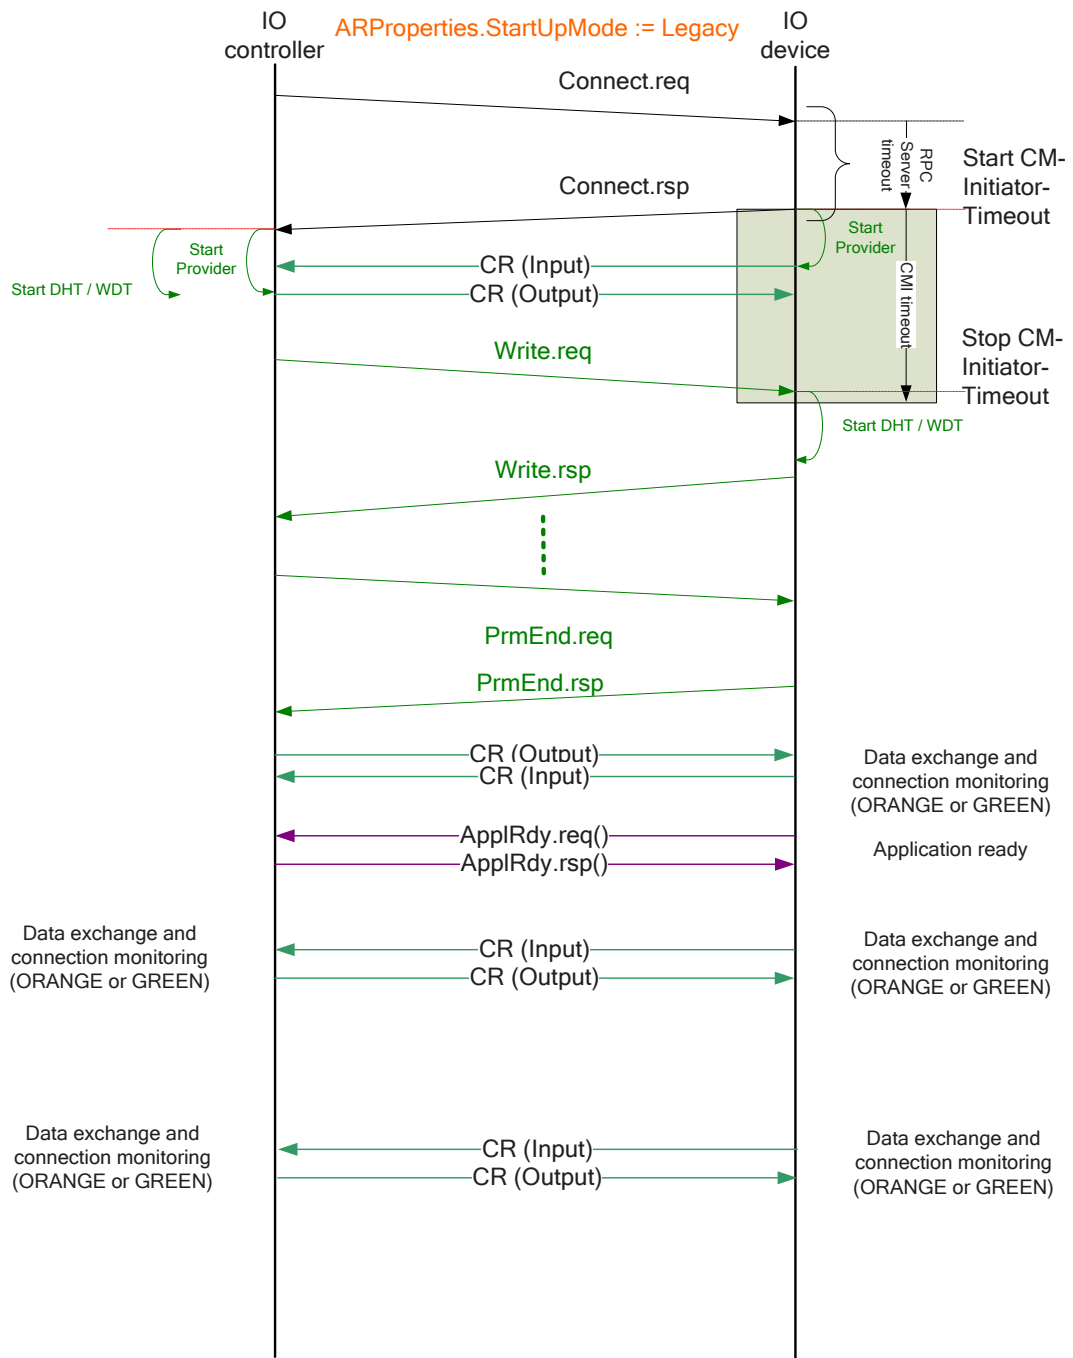 IO
controller
ARProperties.StartUpMode := Legacy
IO
device
Connect.req
RPC
Server
timeout
Start CM-
Initiator-
Timeout
Connect.rsp
Start
Provider
Start
Provider
Start DHT / WDT
CR (Input)
CR (Output)
CMI timeout
Write.req
Stop CM-
Initiator-
Timeout
Start DHT / WDT
Write.rsp
PrmEnd.req
PrmEnd.rsp
CR (Output)
CR (Input)
Data exchange and
connection monitoring
(ORANGE or GREEN)
ApplRdy.req()
ApplRdy.rsp()
Application ready
Data exchange and
connection monitoring
(ORANGE or GREEN)
CR (Input)
CR (Output)
Data exchange and
connection monitoring
(ORANGE or GREEN)
Data exchange and
connection monitoring
(ORANGE or GREEN)
CR (Input)
CR (Output)
Data exchange and
connection monitoring
(ORANGE or GREEN)